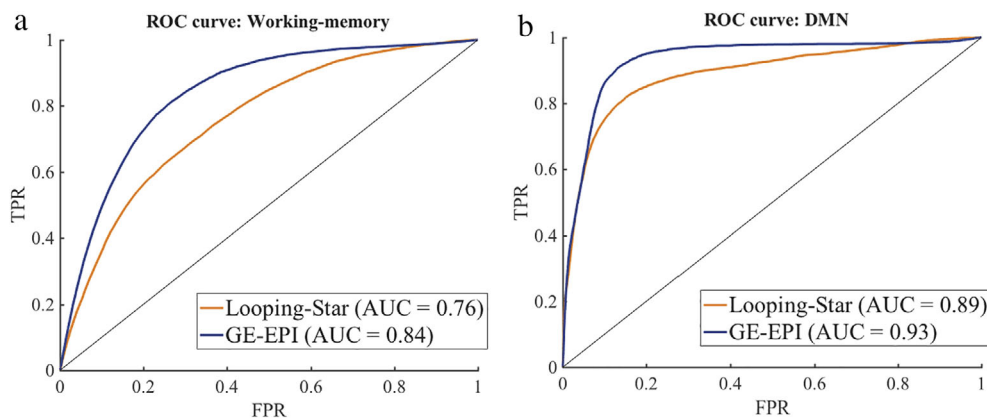 a
ROC curve: Working-memory
1
0.8
0.6
0.4
0.2
0
TPR
0
0.2
0.4
0.6
0.8
1
FPR
Looping-Star (AUC = 0.76)
GE-EPI (AUC = 0.84)
b
ROC curve: DMN
1
0.8
0.6
0.4
0.2
0
TPR
0
0.2
0.4
0.6
0.8
1
FPR
Looping-Star (AUC = 0.89)
GE-EPI (AUC = 0.93)